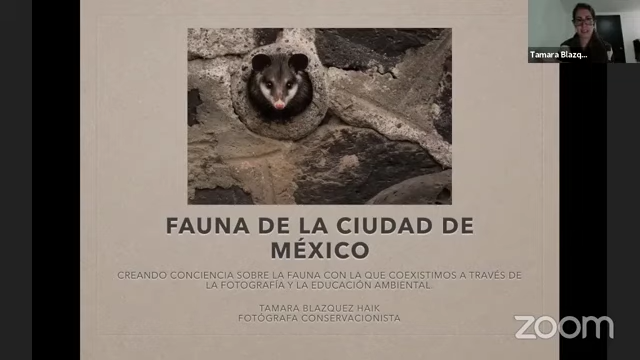 Tamara Blazq...
FAUNA DE LA CIUDAD DE
MÉXICO
CREANDO CONCIENCIA SOBRE LA FAUNA CON LA QUE COEXISTIMOS A TRAVÉS DE
LA FOTOGRAFÍA Y LA EDUCACIÓN AMBIENTAL.
TAMARA BLAZQUEZ HAIK
FOTÓGRAFA CONSERVACIONISTA
zoom